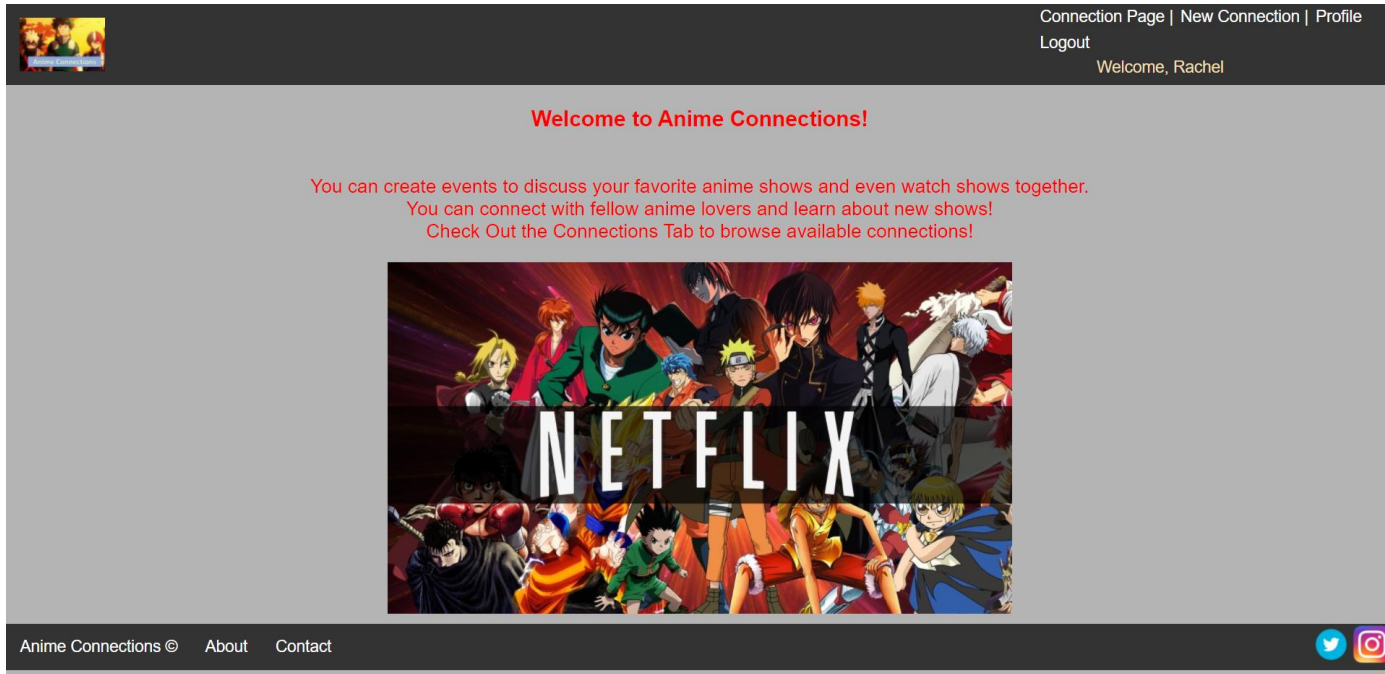 Anime Connections
Connection Page | New Connection | Profile
Logout
Welcome, Rachel
Welcome to Anime Connections!
You can create events to discuss your favorite anime shows and even watch shows together.
You can connect with fellow anime lovers and learn about new shows!
Check Out the Connections Tab to browse available connections!
NETFLIX
Anime Connections © About Contact